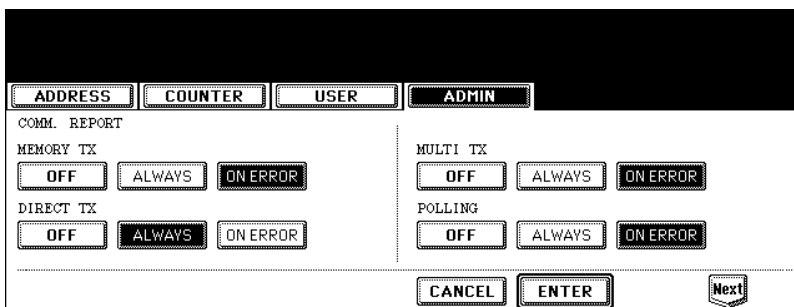 ADDRESS COUNTER USER ADMIN
COMM. REPORT
MEMORY TX
OFF ALWAYS ON ERROR
DIRECT TX
OFF ALWAYS ON ERROR
MULTI TX
OFF ALWAYS ON ERROR
POLLING
OFF ALWAYS ON ERROR
CANCEL ENTER Next